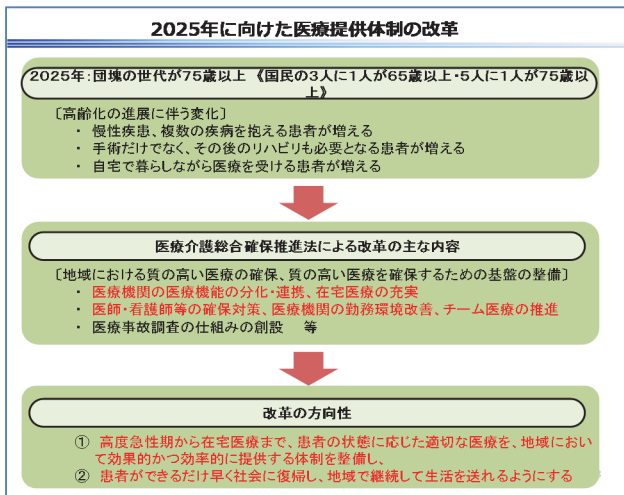 2025年に向けた医療提供体制の改革
2025年：団塊の世代が75歳以上 《国民の3人に1人が65歳以上・5人に1人が75歳以
上》
〔高齢化の進展に伴う変化〕
・ 慢性疾患、複数の疾病を抱える患者が増える
・ 手術だけでなく、その後のリハビリも必要となる患者が増える
・ 自宅で暮らしながら医療を受ける患者が増える
医療介護総合確保推進法による改革の主な内容
〔地域における質の高い医療の確保、質の高い医療を確保するための基盤の整備〕
・ 医療機関の医療機能の分化・連携、在宅医療の充実
・ 医師・看護師等の確保対策、医療機関の勤務環境改善、チーム医療の推進
・ 医療事故調査の仕組みの創設 等
改革の方向性
① 高度急性期から在宅医療まで、患者の状態に応じた適切な医療を、地域におい
て効果的かつ効率的に提供する体制を整備し、
② 患者ができるだけ早く社会に復帰し、地域で継続して生活を送れるようにする